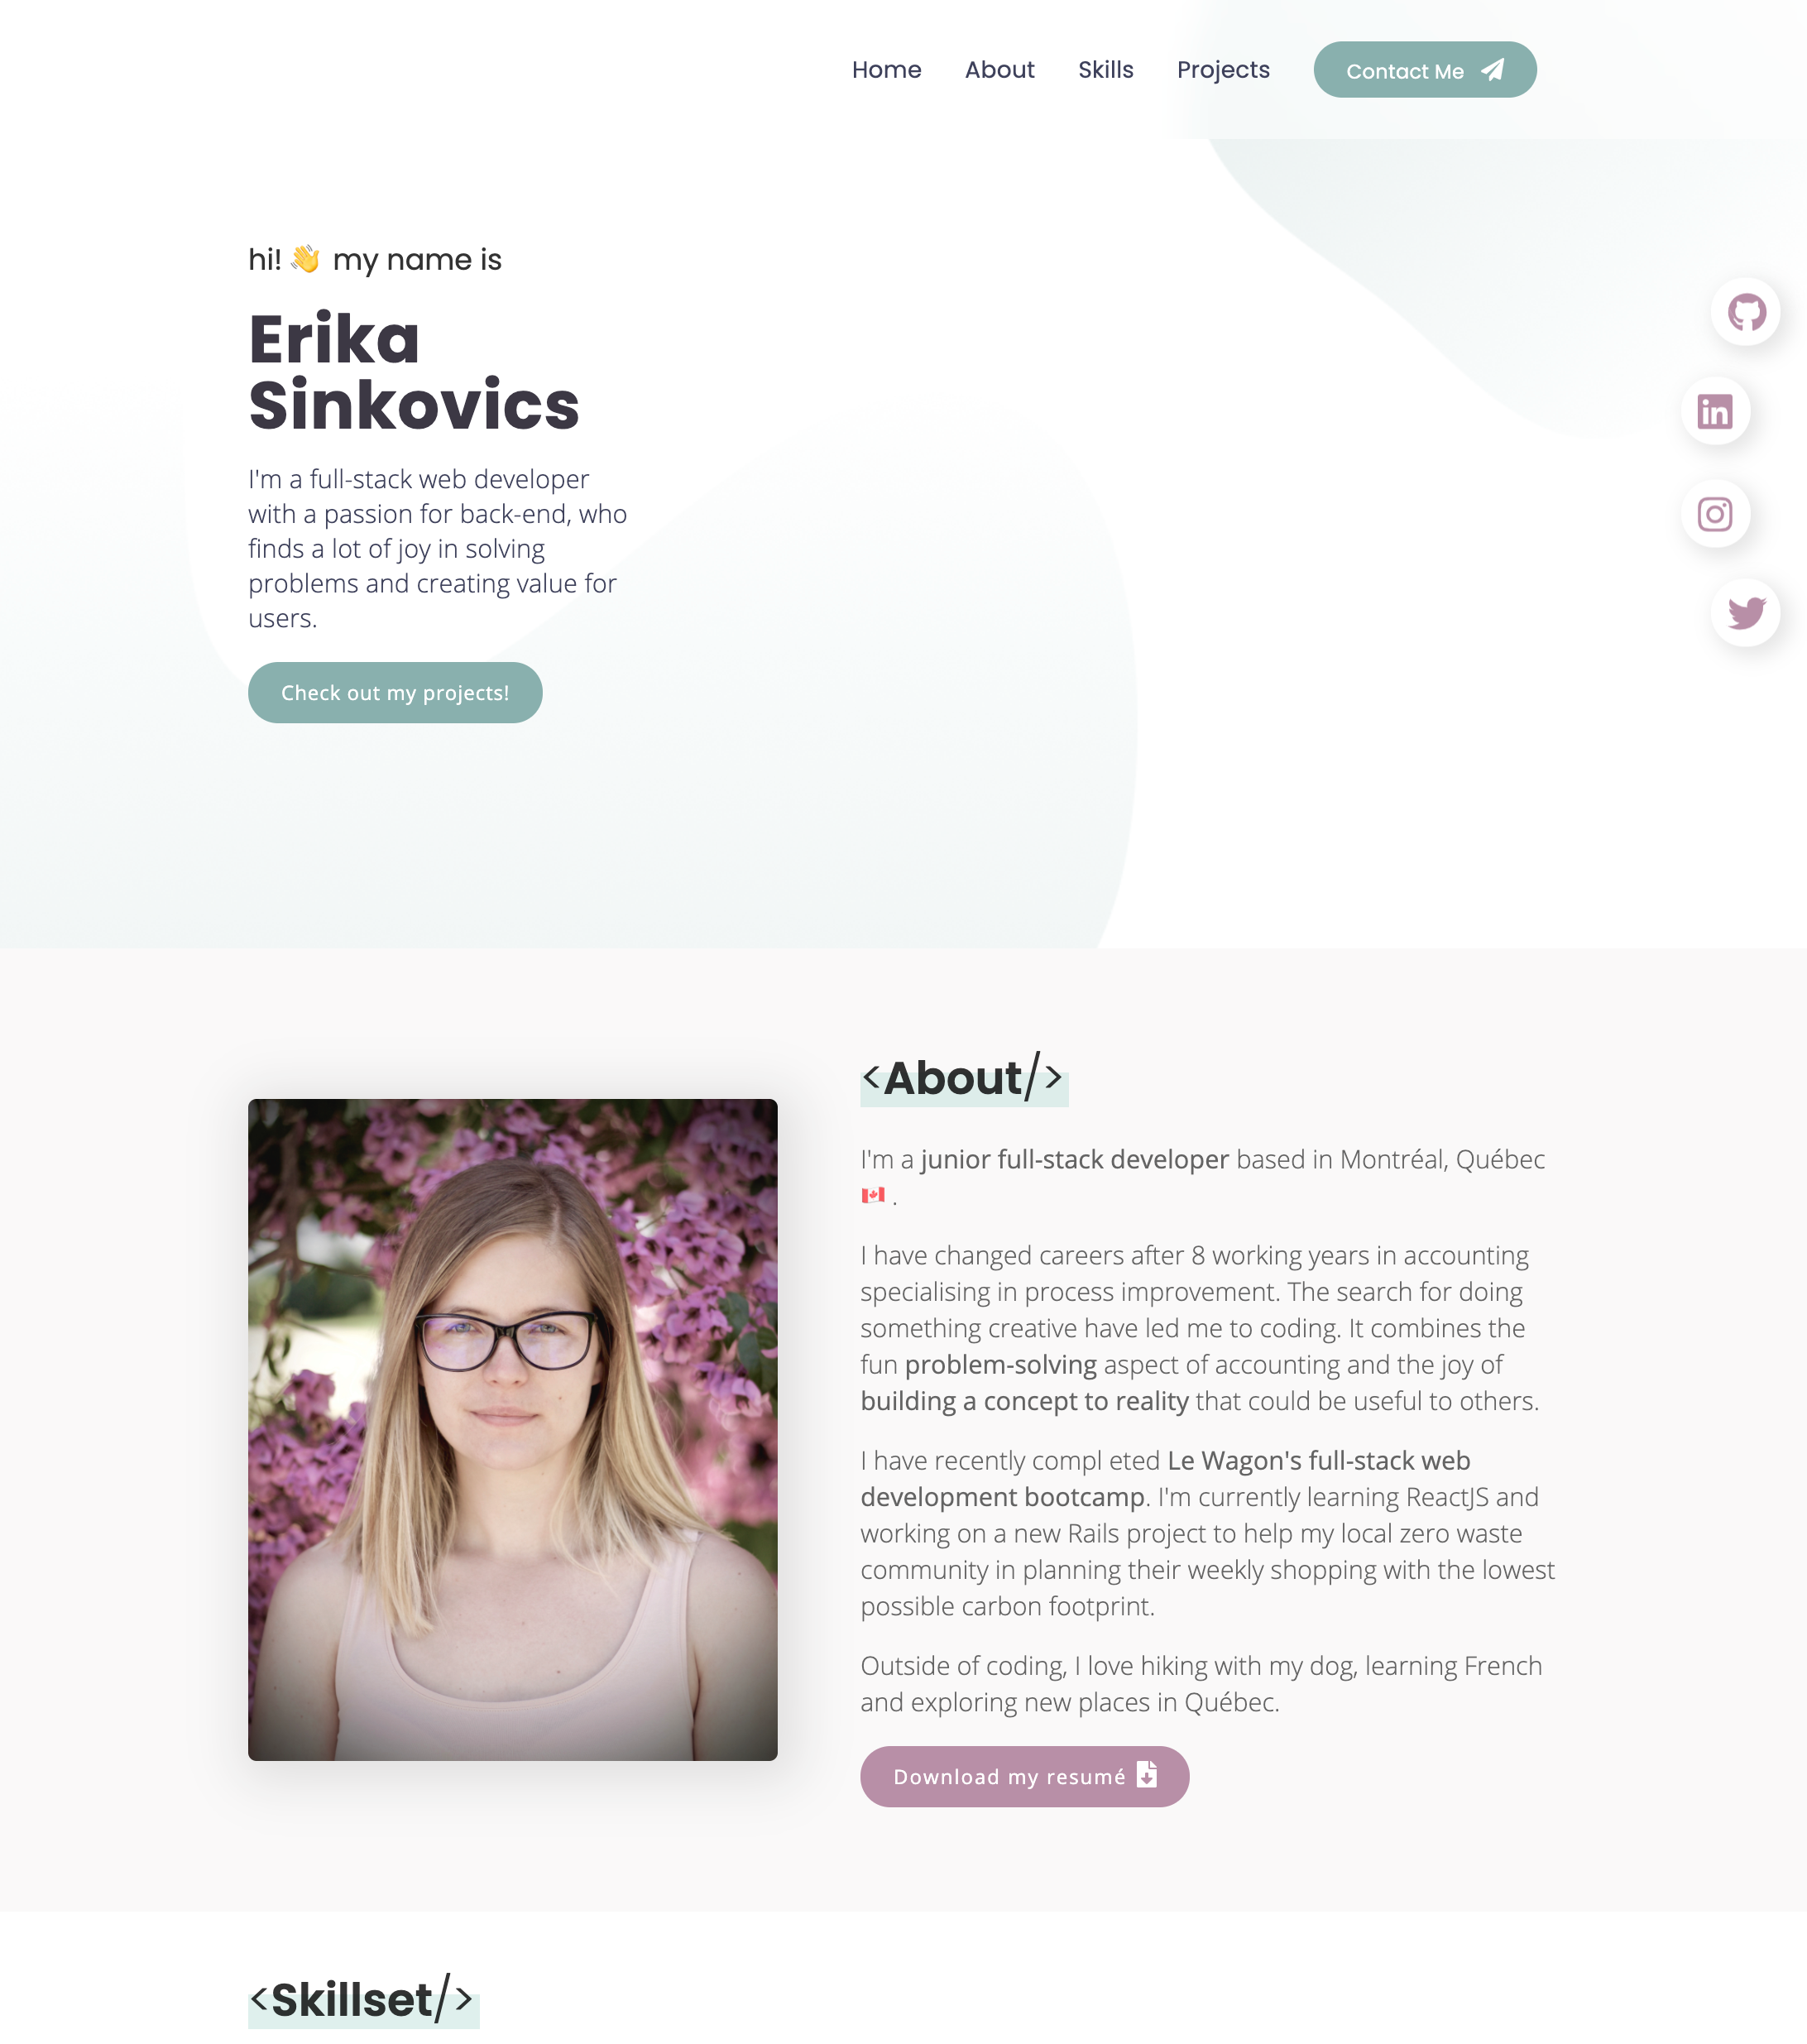 Home About Skills Projects Contact Me
hi! 👋 my name is
Erika
Sinkovics
I'm a full-stack web developer
with a passion for back-end, who
finds a lot of joy in solving
problems and creating value for
users.
Check out my projects!
<About/>
I'm a junior full-stack developer based in Montréal, Québec
🇨🇦 .
I have changed careers after 8 working years in accounting
specialising in process improvement. The search for doing
something creative have led me to coding. It combines the
fun problem-solving aspect of accounting and the joy of
building a concept to reality that could be useful to others.
I have recently compl eted Le Wagon's full-stack web
development bootcamp. I'm currently learning ReactJS and
working on a new Rails project to help my local zero waste
community in planning their weekly shopping with the lowest
possible carbon footprint.
Outside of coding, I love hiking with my dog, learning French
and exploring new places in Québec.
Download my resumé
<Skillset/>